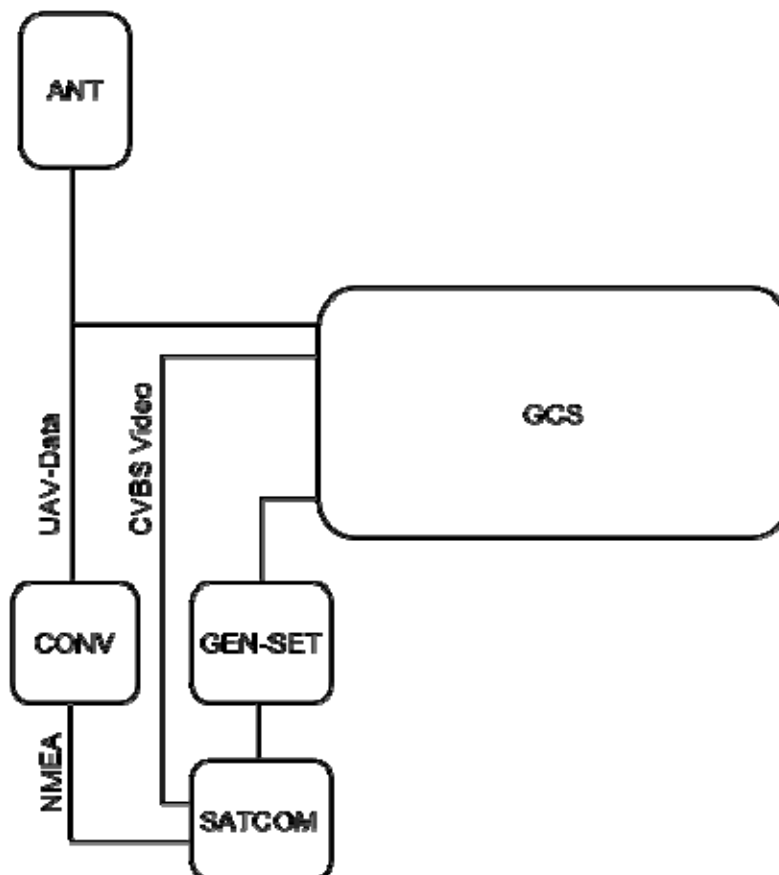 ANT
GCS
UAV-Data
CVBS Video
CONV
GEN-SET
NMEA
SATCOM